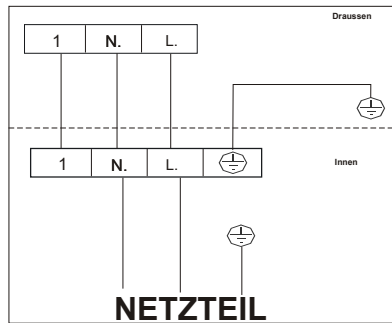 Draussen
1 N. L.
1 N. L.
Innen
NETZTEIL